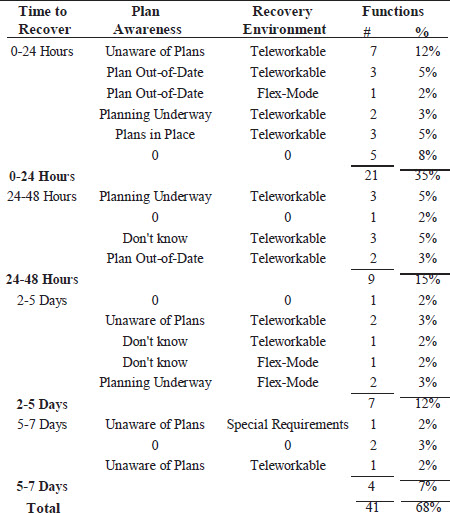 Time to Plan Recovery Functions
Recover Awareness Environment # %
0-24 Hours Unaware of Plans Teleworkable 7 12%
Plan Out-of-Date Teleworkable 3 5%
Plan Out-of-Date Flex-Mode 1 2%
Planning Underway Teleworkable 2 3%
Plans in Place Teleworkable 3 5%
0 0 5 8%
0-24 Hours 21 35%
24-48 Hours Planning Underway Teleworkable 3 5%
0 0 1 2%
Don't know Teleworkable 3 5%
Plan Out-of-Date Teleworkable 2 3%
24-48 Hours 9 15%
2-5 Days 0 0 1 2%
Unaware of Plans Teleworkable 2 3%
Don't know Teleworkable 1 2%
Don't know Flex-Mode 1 2%
Planning Underway Flex-Mode 2 3%
2-5 Days 7 12%
5-7 Days Unaware of Plans Special Requirements 1 2%
0 0 2 3%
Unaware of Plans Teleworkable 1 2%
5-7 Days 4 7%
Total 41 68%